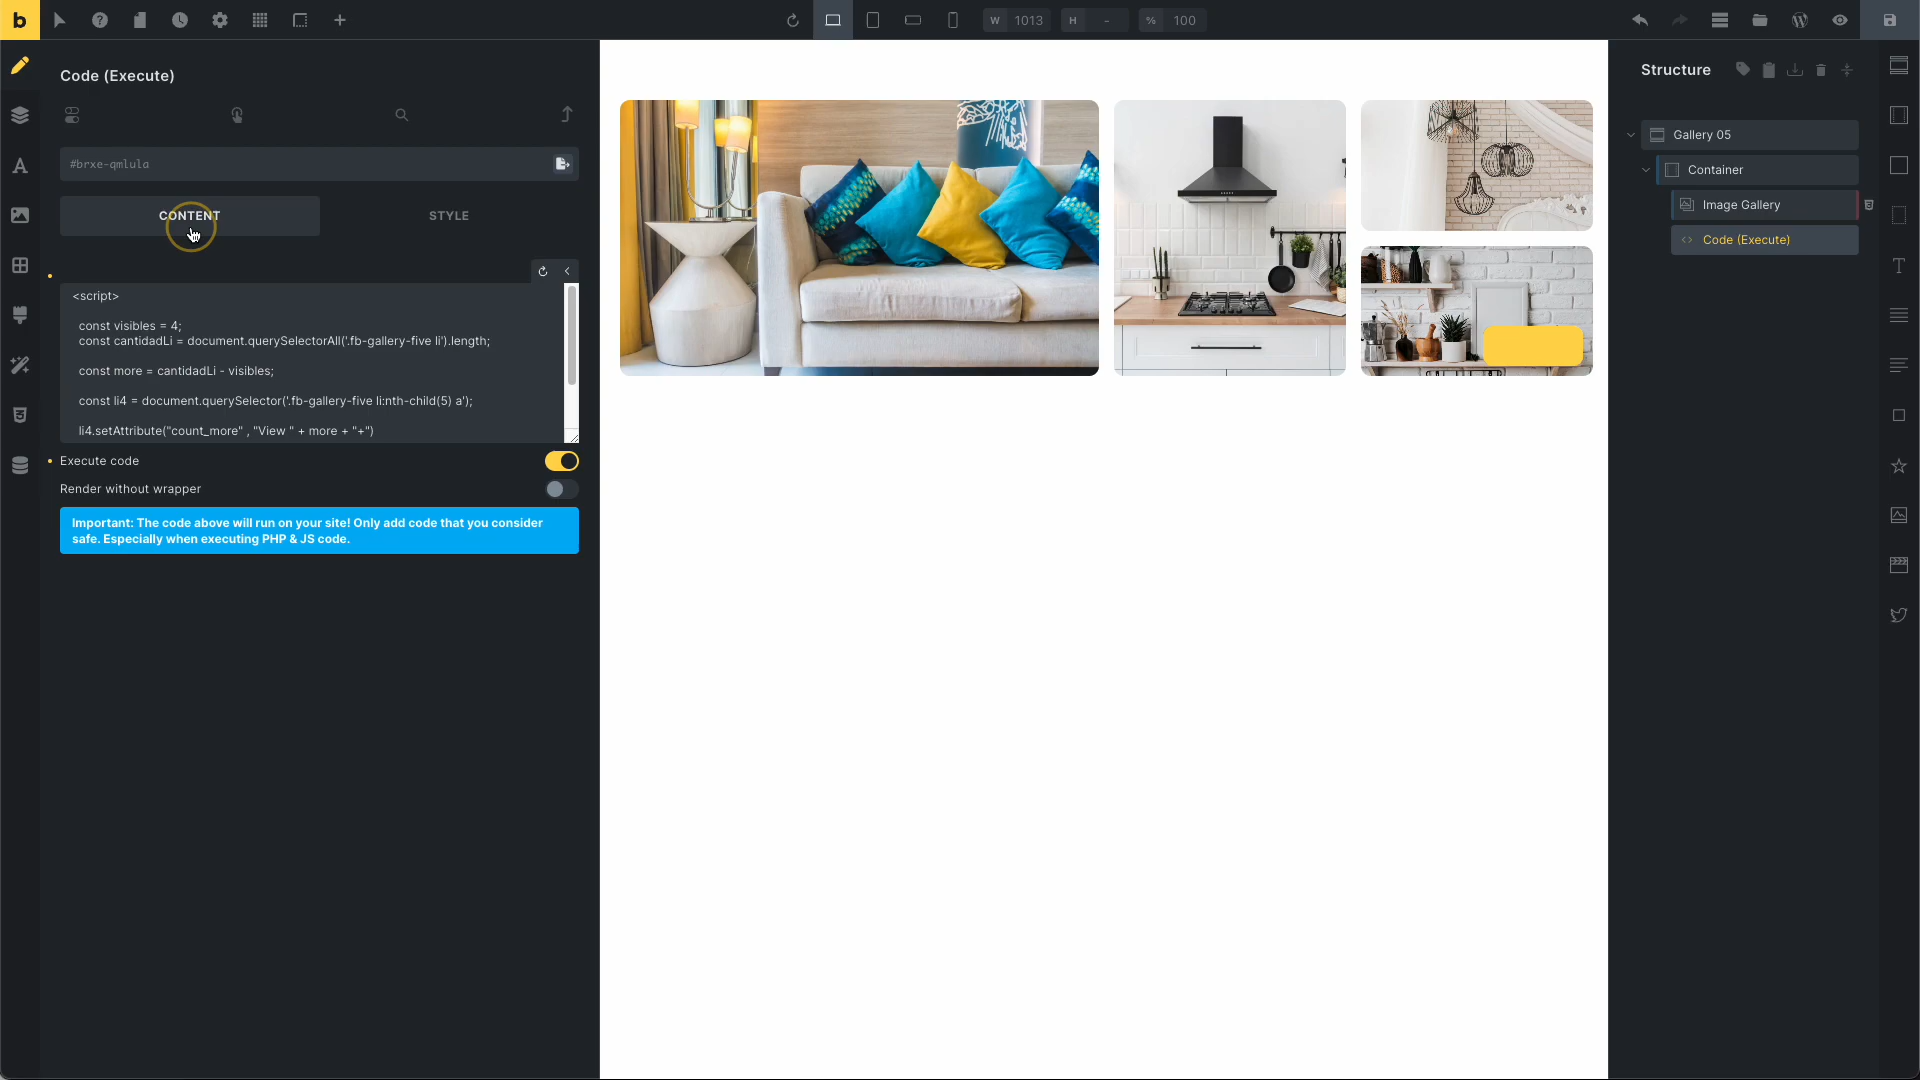 b
W 1013 H - % 100
Code (Execute)
#brxe-qmlula
CONTENT STYLE
<script>
const visibles = 4;
const cantidadLi = document.querySelectorAll('.fb-gallery-five li').length;
const more = cantidadLi - visibles;
const li4 = document.querySelector('.fb-gallery-five li:nth-child(5) a');
li4.setAttribute("count_more" , "View " + more + "+")
Execute code
Render without wrapper
Important: The code above will run on your site! Only add code that you consider
safe. Especially when executing PHP & JS code.
Structure
Gallery 05
Container
Image Gallery
Code (Execute)